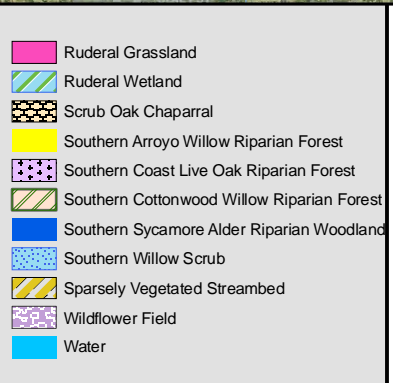 Ruderal Grassland
Ruderal Wetland
Scrub Oak Chaparral
Southern Arroyo Willow Riparian Forest
Southern Coast Live Oak Riparian Forest
Southern Cottonwood Willow Riparian Forest
Southern Sycamore Alder Riparian Woodland
Southern Willow Scrub
Sparsely Vegetated Streambed
Wildflower Field
Water